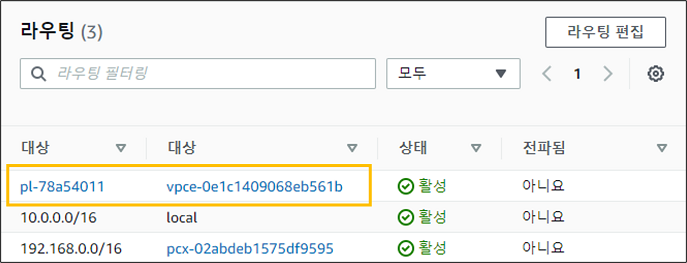 라우팅 (3)
라우팅 편집
라우팅 필터링
모두
1
대상 대상 상태 전파됨
pl-78a54011 vpce-0e1c1409068eb561b 활성 아니요
10.0.0.0/16 local 활성 아니요
192.168.0.0/16 pcx-02abdeb1575df9595 활성 아니요